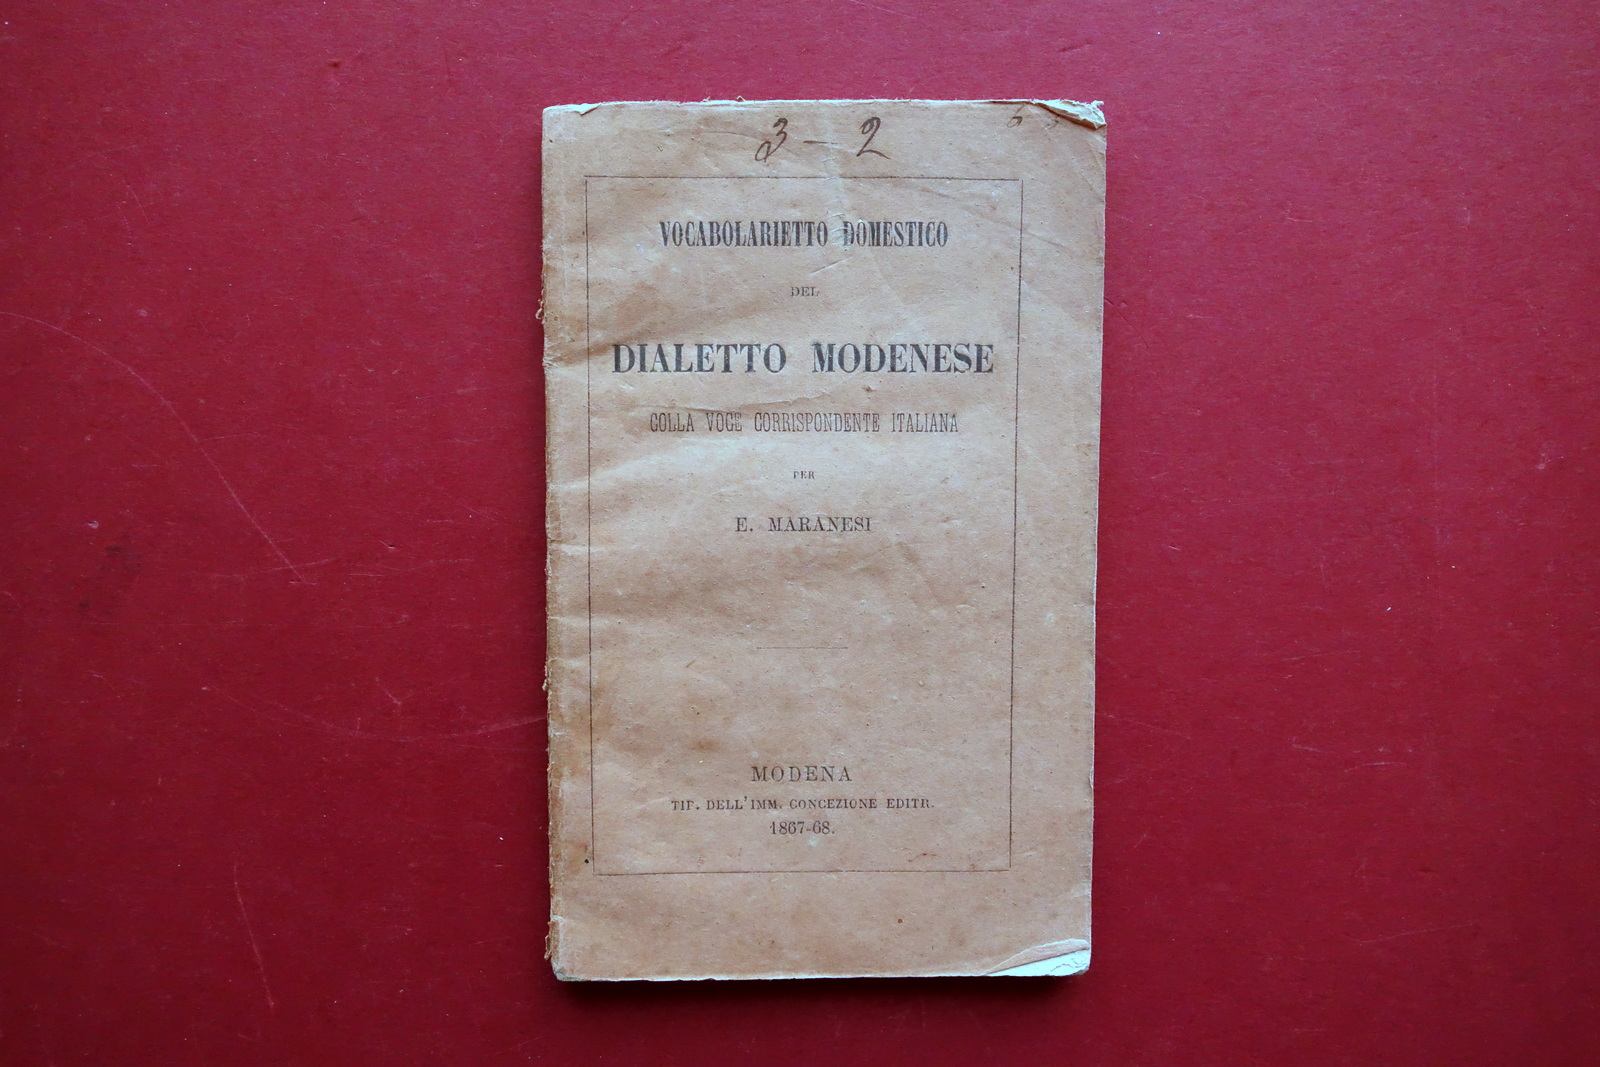 3 - 2
VOCABOLARIETTO DOMESTICO
DEL
DIALETTO MODENESE
COLLA VOCE CORRISPONDENTE ITALIANA
PER
E. MARANESI
MODENA
TIP. DELL'IMM. CONCEZIONE EDITR.
1867-68.